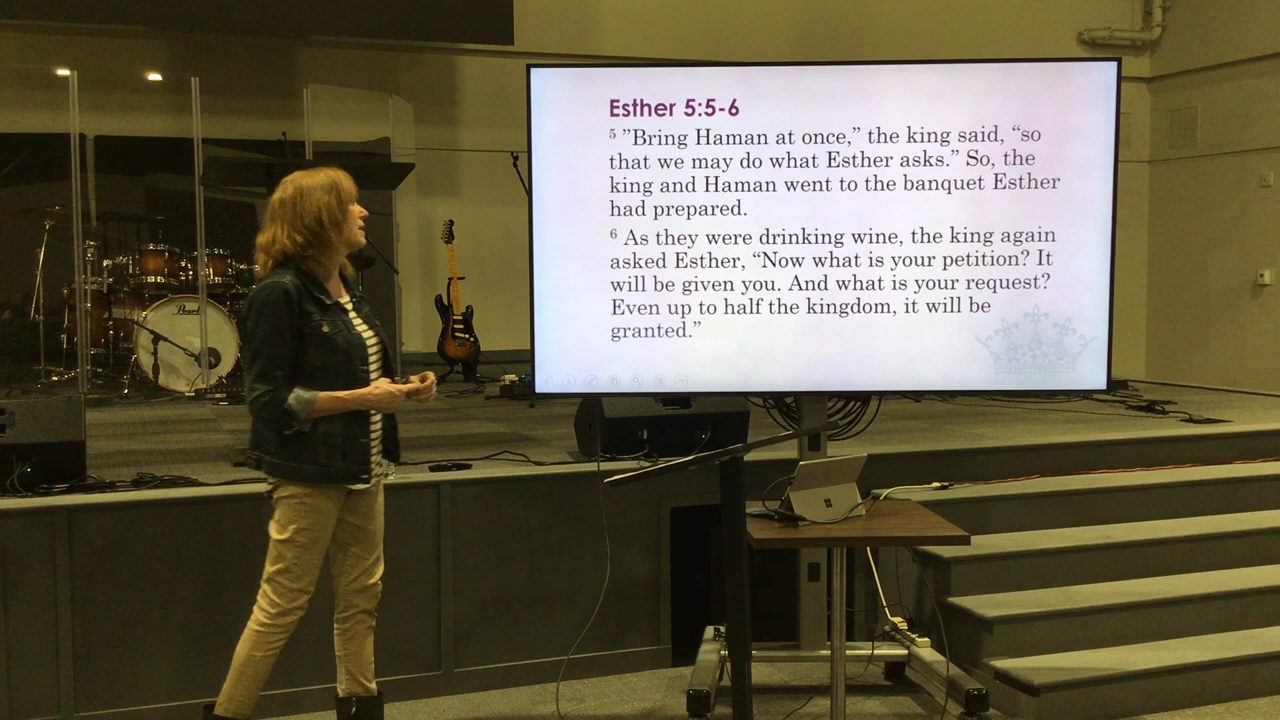 Esther 5:5-6
5 ”Bring Haman at once,” the king said, “so
that we may do what Esther asks.” So, the
king and Haman went to the banquet Esther
had prepared.
6 As they were drinking wine, the king again
asked Esther, “Now what is your petition? It
will be given you. And what is your request?
Even up to half the kingdom, it will be
granted.”
Pearl